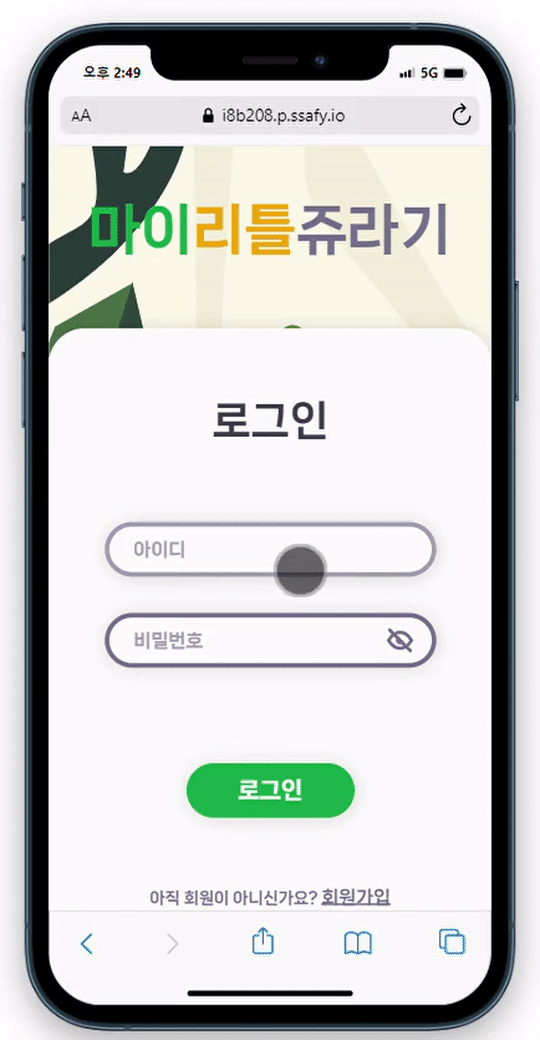 오후 2:49 5G
AA i8b208.p.ssafy.io
마이리틀쥬라기
로그인
아이디
비밀번호
로그인
아직 회원이 아니신가요? 회원가입